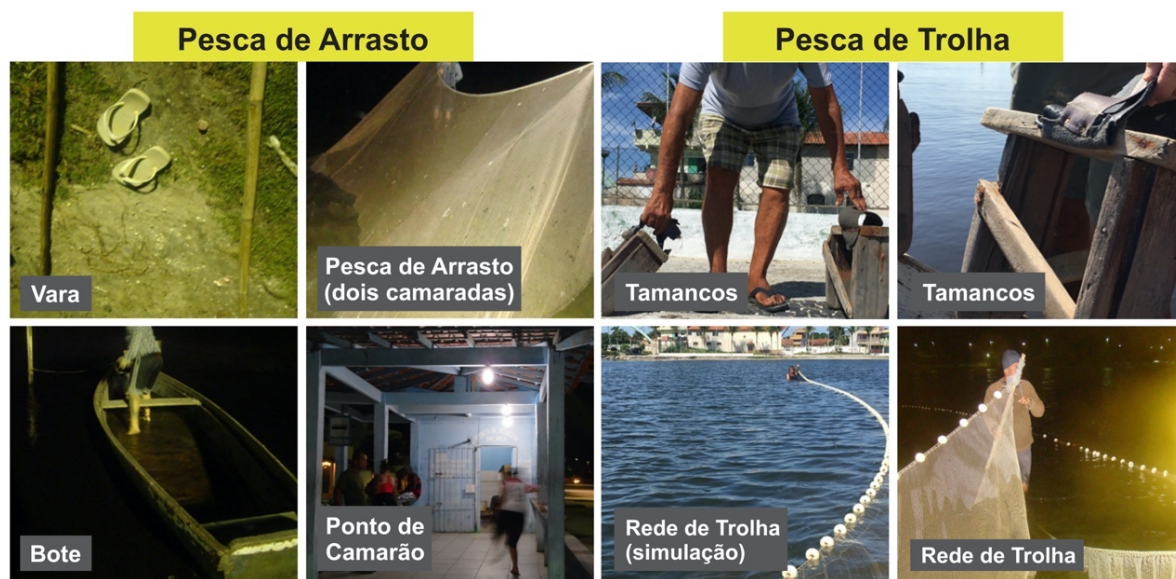 Pesca de Arrasto
Pesca de Trolha
Vara
Pesca de Arrasto
(dois camaradas)
Tamancos
Tamancos
Bote
Ponto de
Camarão
Rede de Trolha
(simulação)
Rede de Trolha